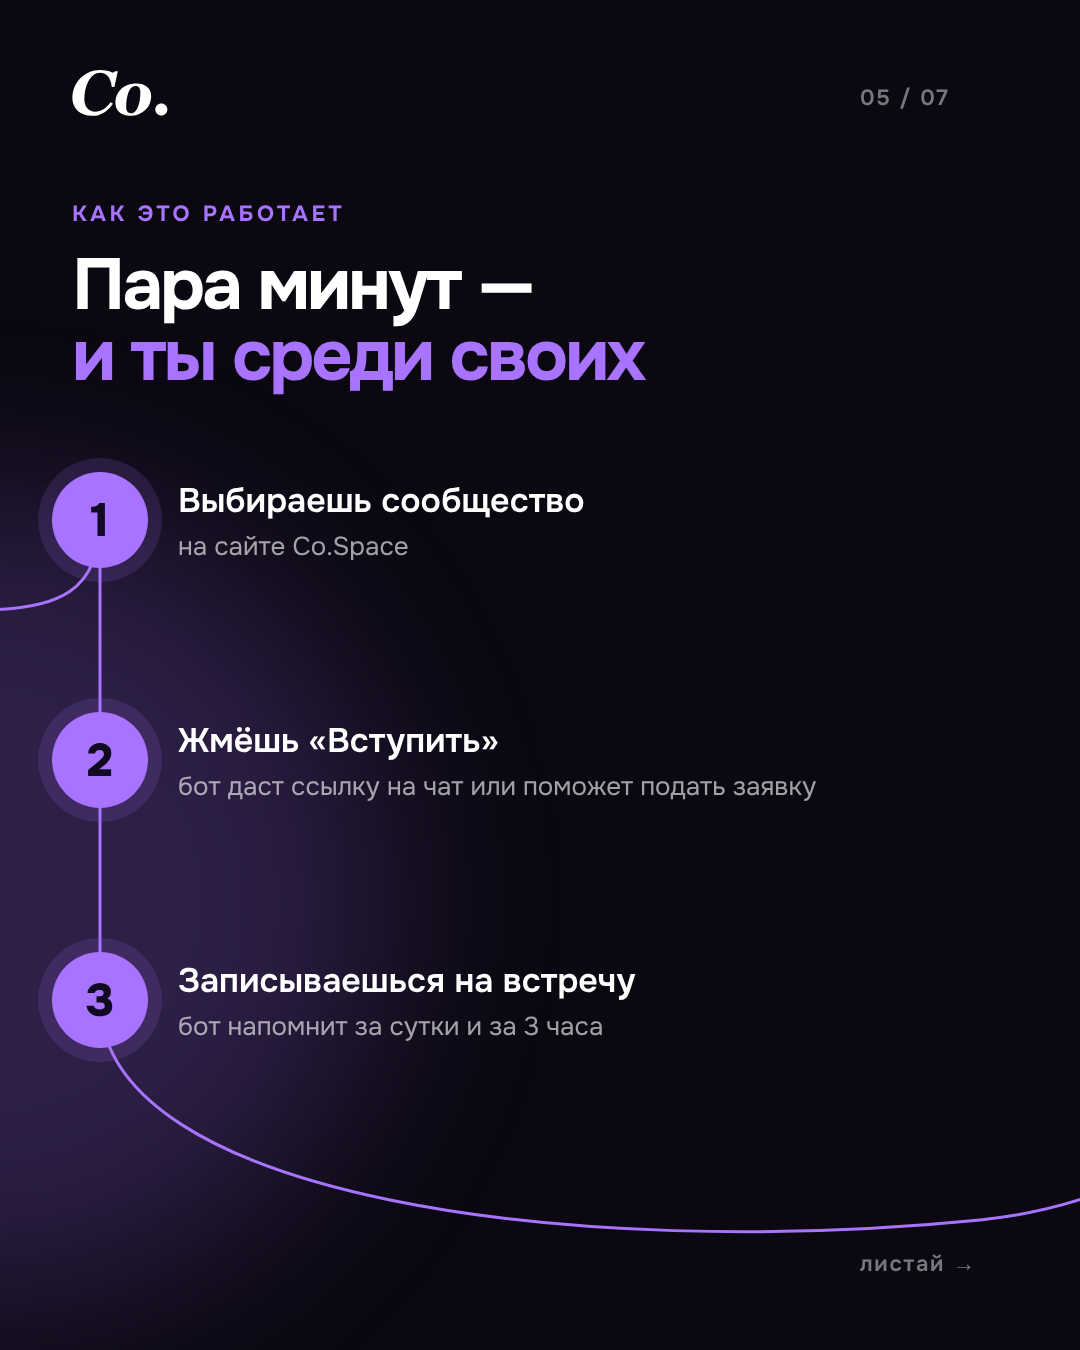 Co.
05 / 07
КАК ЭТО РАБОТАЕТ
Пара минут —
и ты среди своих
1
Выбираешь сообщество
на сайте Co.Space
2
Жмёшь «Вступить»
бот даст ссылку на чат или поможет подать заявку
3
Записываешься на встречу
бот напомнит за сутки и за 3 часа
листай →